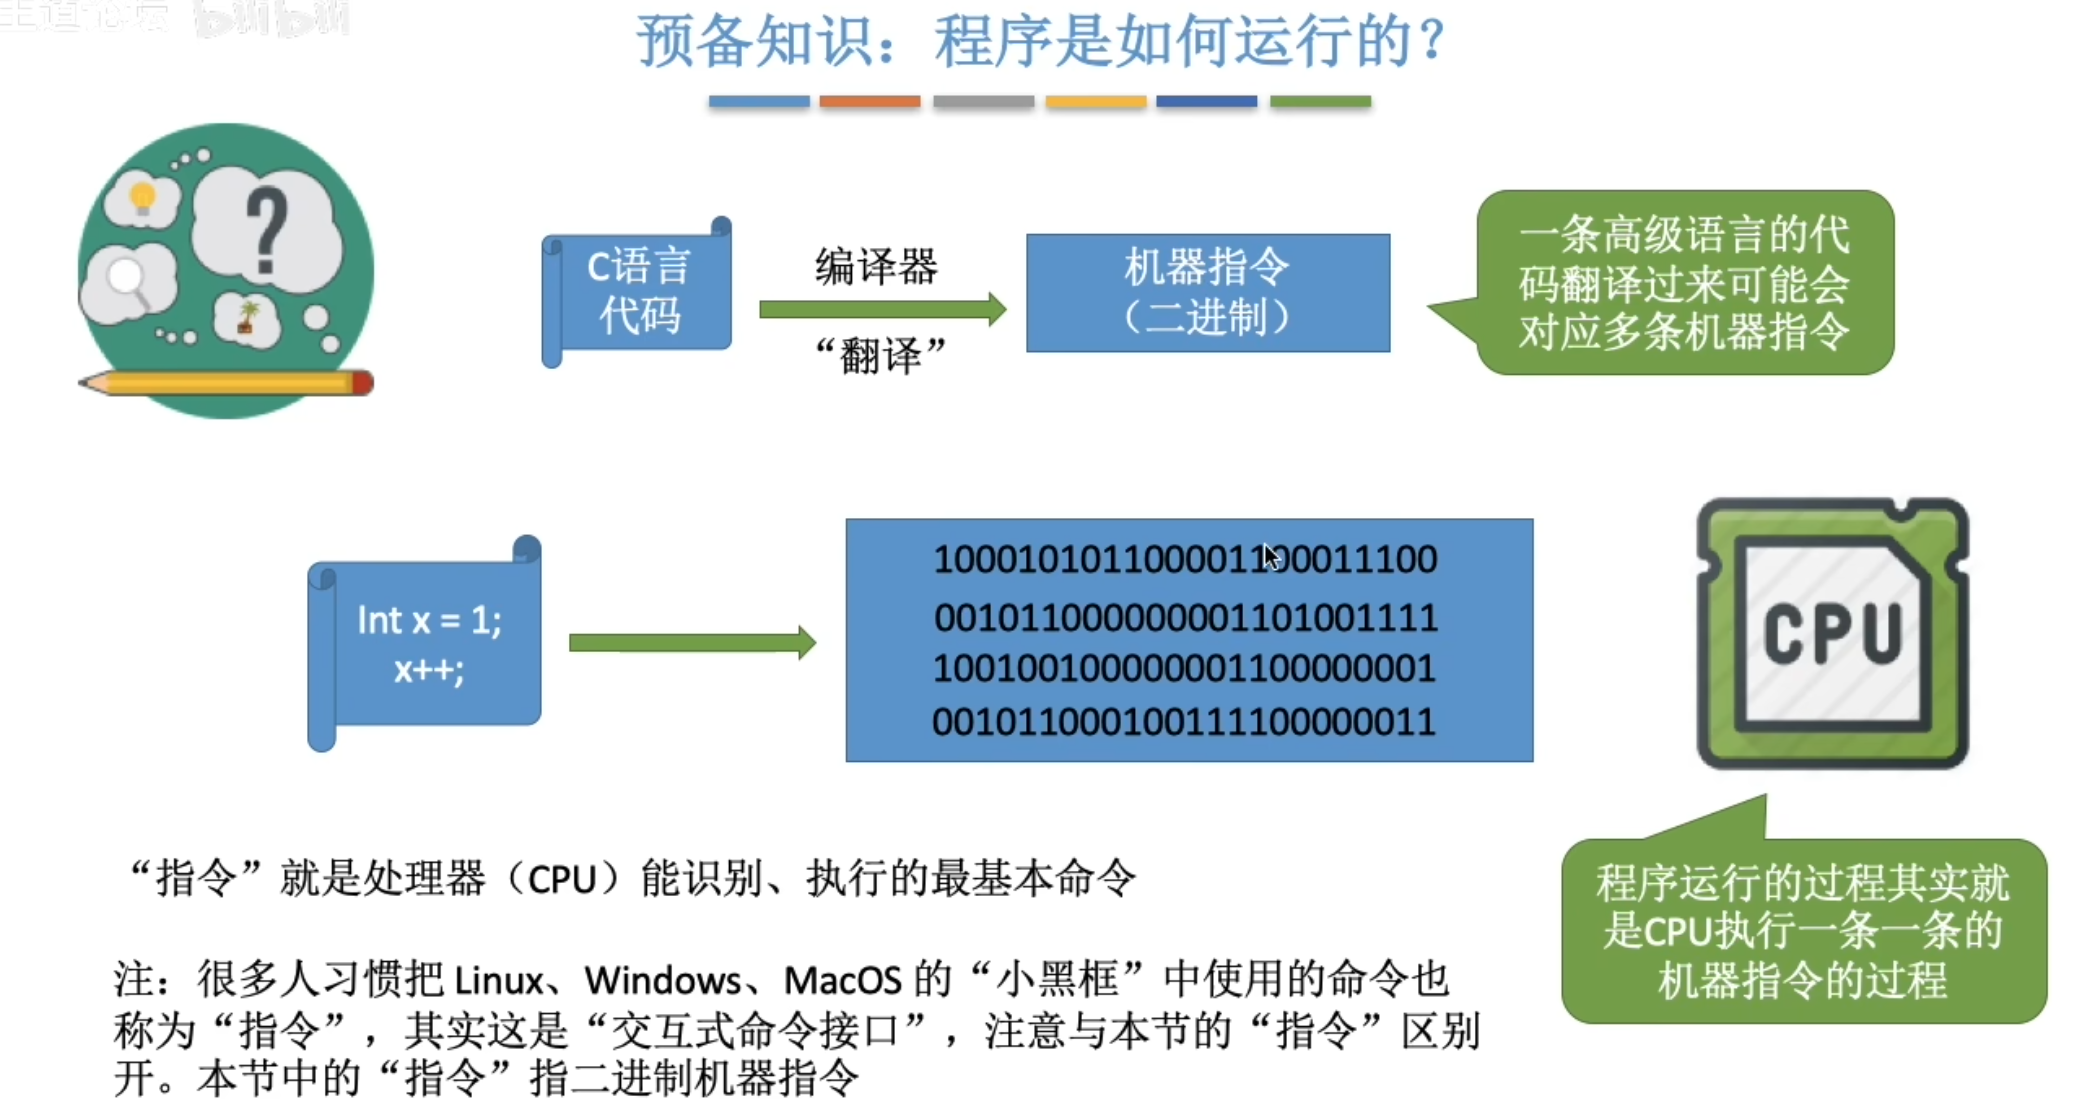 王道论坛 bilibili
预备知识：程序是如何运行的？
C语言
代码
编译器
“翻译”
机器指令
（二进制）
一条高级语言的代
码翻译过来可能会
对应多条机器指令
Int x = 1;
x++;
100010101100001100011100
001011000000001101001111
100100100000001100000001
001011000100111100000011
CPU
“指令”就是处理器（CPU）能识别、执行的最基本命令
程序运行的过程其实就
是CPU执行一条一条的
机器指令的过程
注：很多人习惯把 Linux、Windows、MacOS 的“小黑框”中使用的命令也
称为“指令”，其实这是“交互式命令接口”，注意与本节的“指令”区别
开。本节中的“指令”指二进制机器指令